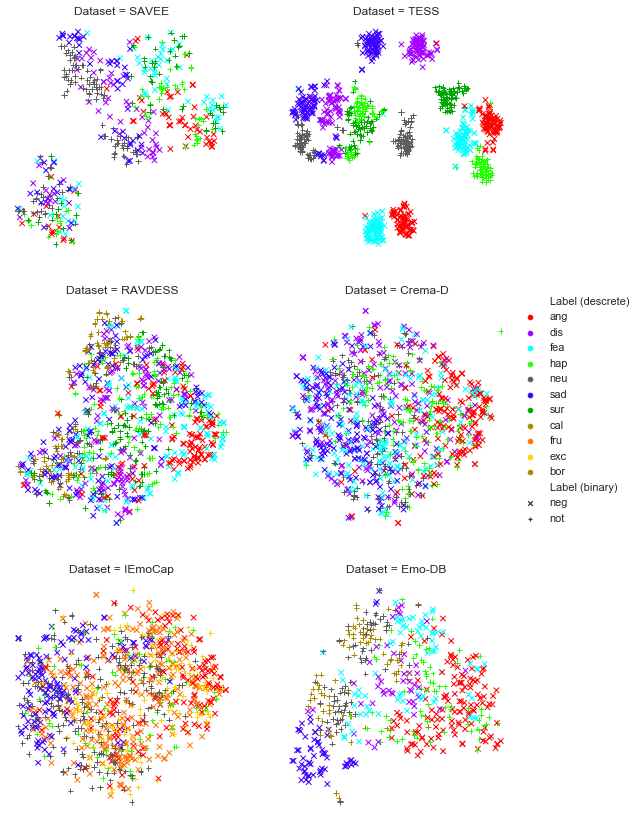 Dataset = SAVEE
Dataset = TESS
Dataset = RAVDESS
Dataset = Crema-D
Label (descrete)
ang
dis
fea
hap
neu
sad
sur
cal
fru
exc
bor
Label (binary)
neg
not
Dataset = IEmoCap
Dataset = Emo-DB